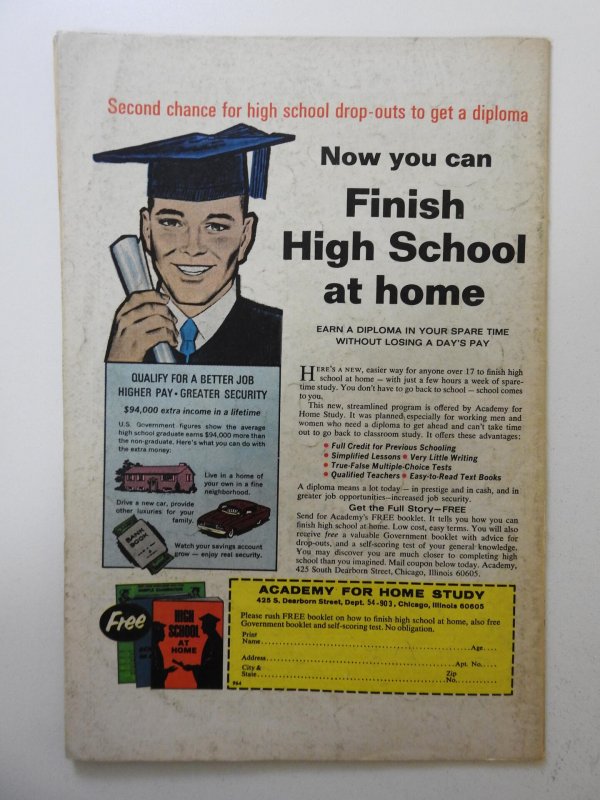 Second chance for high school drop-outs to get a diploma
Now you can
Finish
High School
at home
EARN A DIPLOMA IN YOUR SPARE TIME
WITHOUT LOSING A DAY'S PAY
HERE'S A NEW, easier way for anyone over 17 to finish high
school at home — with just a few hours a week of spare-
time study. You don't have to go back to school — school comes
to you.
This new, streamlined program is offered by Academy for
Home Study. It was planned especially for working men and
women who need a diploma to get ahead and can't take time
out to go back to classroom study. It offers these advantages:
• Full Credit for Previous Schooling
• Simplified Lessons • Very Little Writing
• True-False Multiple-Choice Tests
• Qualified Teachers • Easy-to-Read Text Books
A diploma means a lot today — in prestige and in cash, and in
greater job opportunities—increased job security.
Get the Full Story—FREE
Send for Academy's FREE booklet. It tells you how you can
finish high school at home. Low cost, easy terms. You will also
receive free a valuable Government booklet with advice for
drop-outs, and a self-scoring test of your general knowledge.
You may discover you are much closer to completing high
school than you imagined. Mail coupon below today. Academy,
425 South Dearborn Street, Chicago, Illinois 60605.
QUALIFY FOR A BETTER JOB
HIGHER PAY • GREATER SECURITY
$94,000 extra income in a lifetime
U.S. Government figures show the average
high school graduate earns $94,000 more than
the non-graduate. Here's what you can do with
the extra money:
Live in a home of
your own in a fine
neighborhood.
Drive a new car, provide
other luxuries for your
family.
BANK
BOOK
Watch your savings account
grow — enjoy real security.
Free
HIGH
SCHOOL
AT
HOME
ACADEMY FOR HOME STUDY
425 S. Dearborn Street, Dept. 54-903, Chicago, Illinois 60605
Please rush FREE booklet on how to finish high school at home, also free
Government booklet and self-scoring test. No obligation.
Print
Name Age
Address Apt. No.
City & Zip
State No.